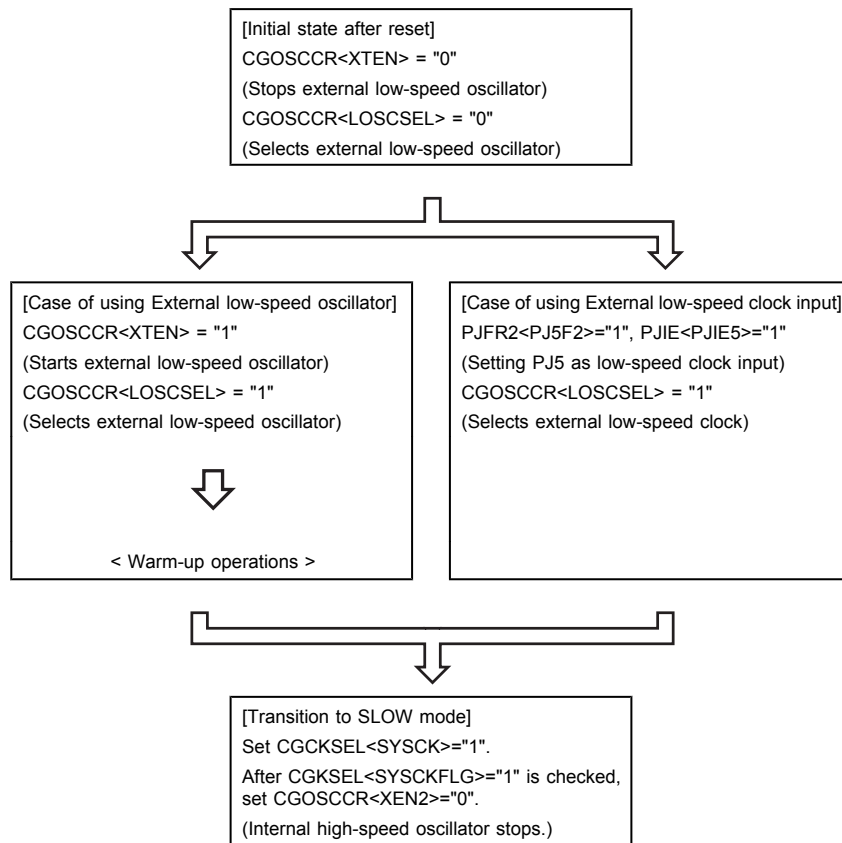 [Initial state after reset]
CGOSCCR<XTEN> = "0"
(Stops external low-speed oscillator)
CGOSCCR<LOSCSEL> = "0"
(Selects external low-speed oscillator)
[Case of using External low-speed oscillator]
CGOSCCR<XTEN> = "1"
(Starts external low-speed oscillator)
CGOSCCR<LOSCSEL> = "1"
(Selects external low-speed oscillator)
< Warm-up operations >
[Case of using External low-speed clock input]
PJFR2<PJ5F2>="1", PJIE<PJIE5>="1"
(Setting PJ5 as low-speed clock input)
CGOSCCR<LOSCSEL> = "1"
(Selects external low-speed clock)
[Transition to SLOW mode]
Set CGCKSEL<SYSCK>="1".
After CGKSEL<SYSCKFLG>="1" is checked,
set CGOSCCR<XEN2>="0".
(Internal high-speed oscillator stops.)